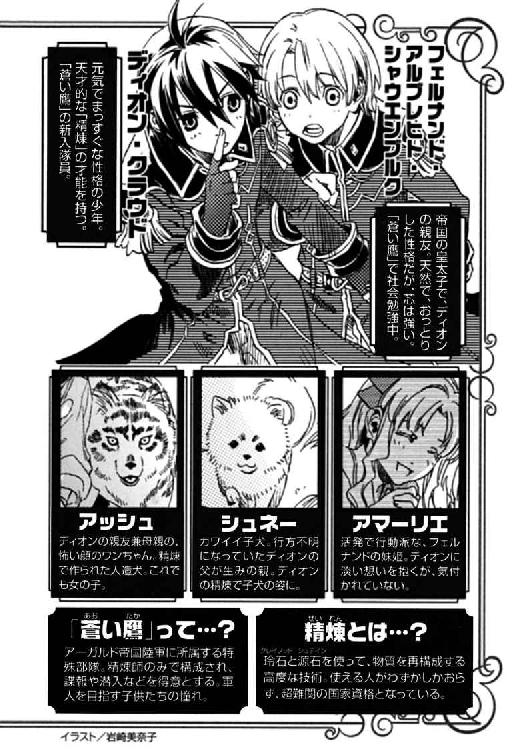 フェルナンド・
アルブレヒト・
シャウエンブルク
帝国の皇太子で、ディオン
の親友。天然で、おっとり
した性格だが、芯は強い。
「蒼い鷹」で社会勉強中。
ディオン・クラウド
元気でまっすぐな性格の少年。
天才的な「精煉」の才能を持つ。
「蒼い鷹」の新入隊員。
アッシュ
ディオンの親友兼母親の、
怖い顔のワンちゃん。精煉
で作られた人造犬。これで
も女の子。
シュネー
カワイイ子犬。行方不明
になっていたディオンの
父が生みの親。ディオン
の精煉で子犬の姿に。
アマーリエ
活発で行動派な、フェル
ナンドの妹姫。ディオンに
淡い想いを抱くが、気付
かれていない。
あお たか
「蒼い鷹」って…?
アーガルド帝国陸軍に所属する特
殊部隊。精煉師のみで構成され、
諜報や潜入などを得意とする。軍
人を目指す子供たちの憧れ。
せい れん
精煉とは…?
玲石と源石を使って、物質を再構成する
高度な技術。使える人がわずかしかおら
ず、超難関の国家資格となっている。
イラスト/岩崎美奈子